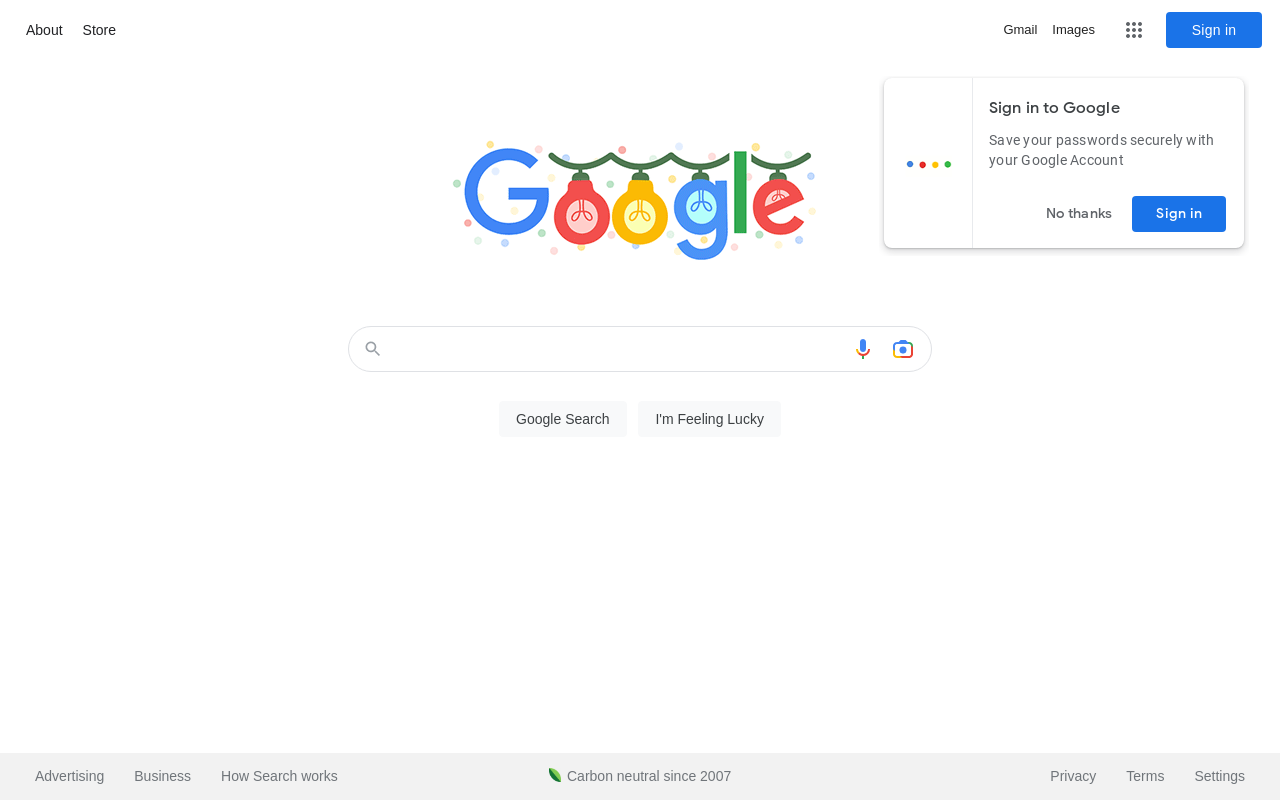 About Store
Gmail Images
Sign in
Sign in to Google
Save your passwords securely with
your Google Account
No thanks Sign in
Google
Google Search I'm Feeling Lucky
Advertising Business How Search works
Carbon neutral since 2007
Privacy Terms Settings